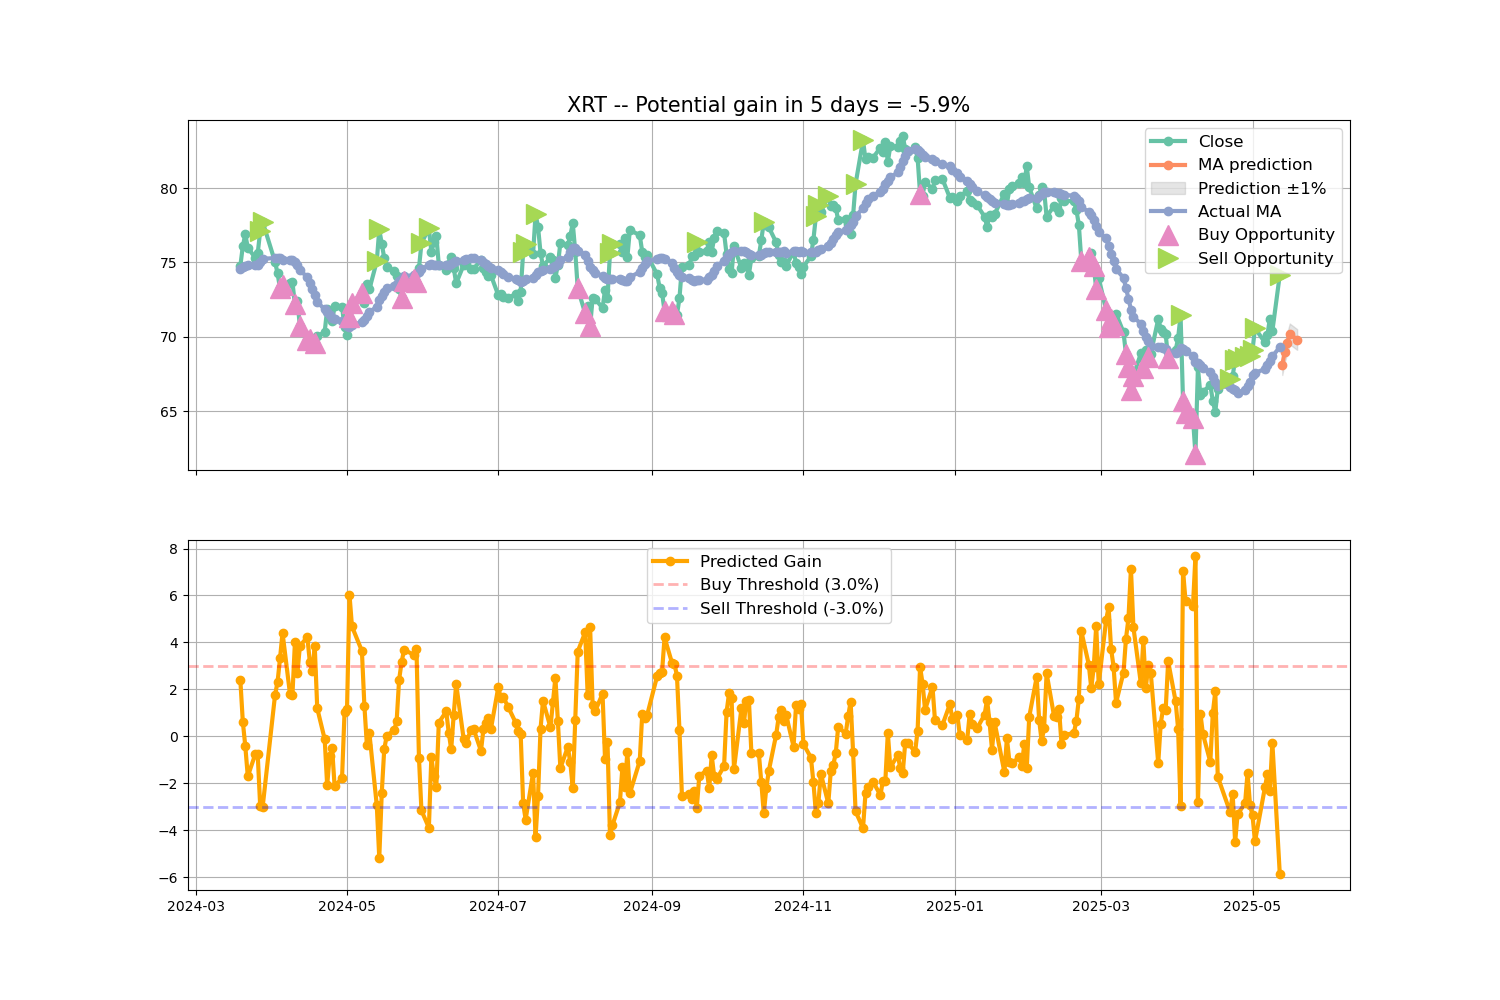 XRT -- Potential gain in 5 days = -5.9%
Close
MA prediction
Prediction ±1%
Actual MA
Buy Opportunity
Sell Opportunity
80
75
70
65
Predicted Gain
Buy Threshold (3.0%)
Sell Threshold (-3.0%)
8
6
4
2
0
−2
−4
−6
2024-03
2024-05
2024-07
2024-09
2024-11
2025-01
2025-03
2025-05